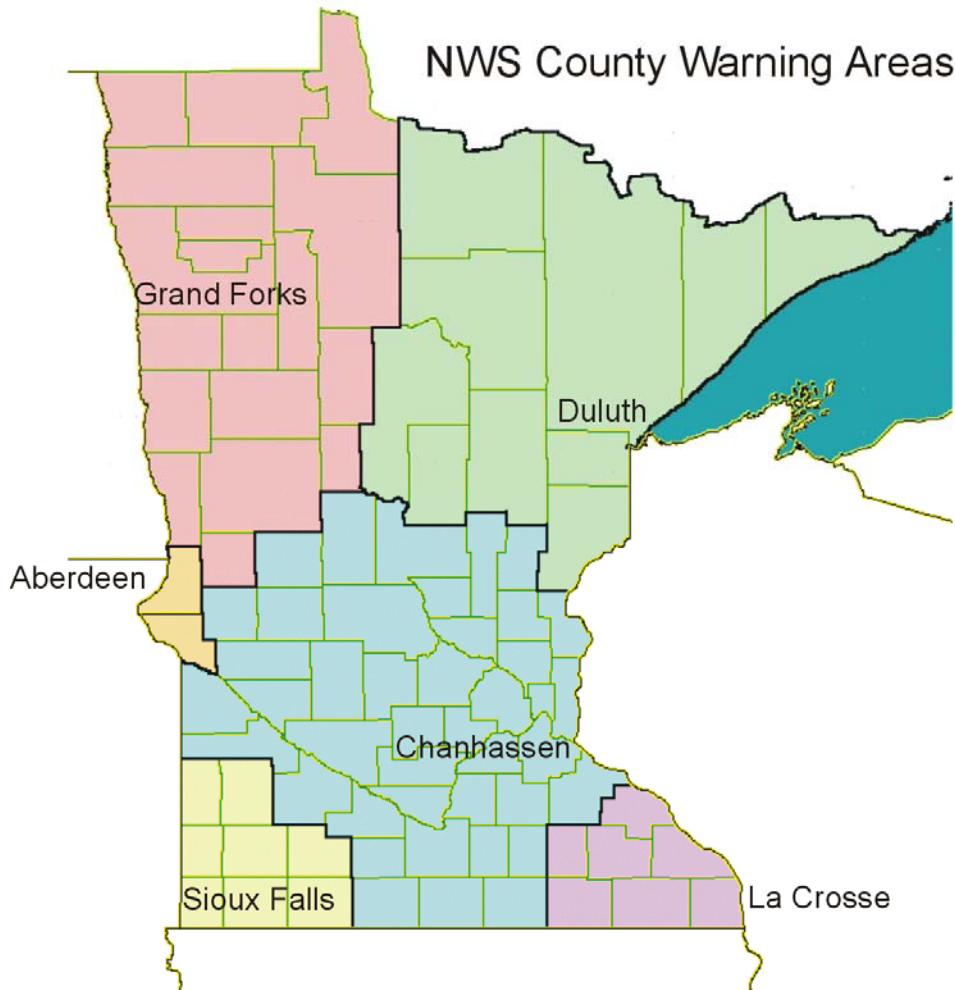 NWS County Warning Areas
Grand Forks
Duluth
Aberdeen
Chanhassen
Sioux Falls
La Crosse